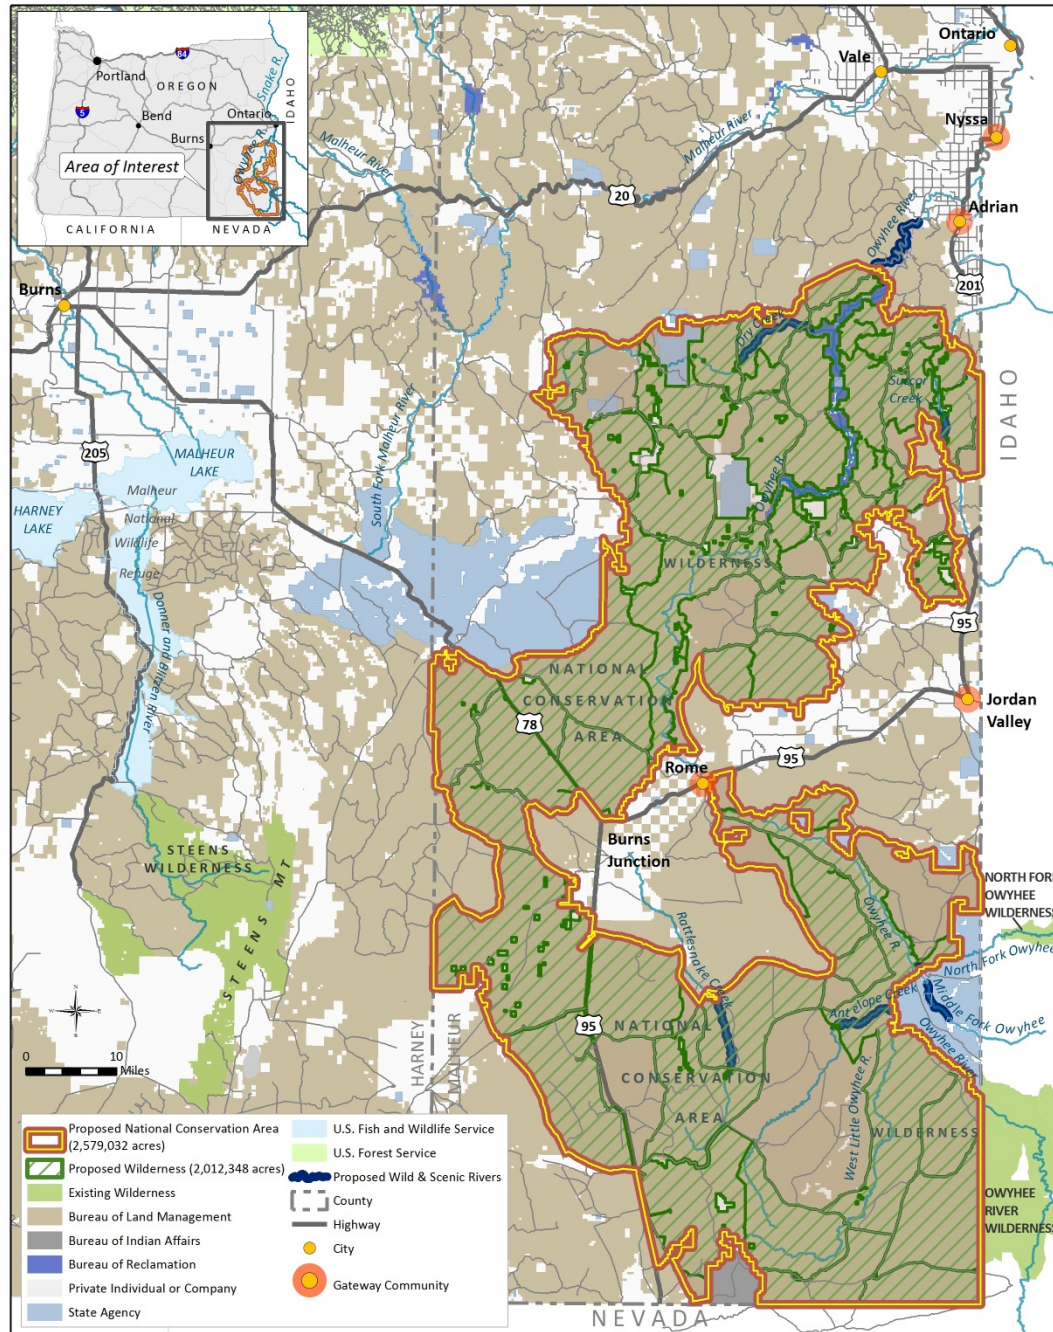 84
Portland
OREGON
Snake R.
IDAHO
5
Bend
Ontario
Burns
Owyhee R.
Area of Interest
CALIFORNIA
NEVADA
Ontario
Vale
Nyssa
Malheur River
Malheur River
20
Adrian
Owyhee River
201
Burns
Dry Creek
Succor
Creek
IDAHO
205
MALHEUR
LAKE
South Fork Malheur River
HARNEY
LAKE
Malheur
National
Wildlife
Refuge
Owyhee R.
WILDERNESS
95
Donner and Blitzen River
NATIONAL
CONSERVATION
AREA
78
Jordan
Valley
95
Rome
Burns
Junction
STEENS
WILDERNESS
STEENS MT
NORTH FORK
OWYHEE
WILDERNESS
Rattlesnake Creek
Owyhee R.
North Fork Owyhee
Antelope Creek
Middle Fork Owyhee
Owyhee River
95
NATIONAL
CONSERVATION
AREA
West Little Owyhee R.
WILDERNESS
HARNEY
MALHEUR
N
W
E
S
0 10
Miles
OWYHEE
RIVER
WILDERNESS
Proposed National Conservation Area
(2,579,032 acres)
Proposed Wilderness (2,012,348 acres)
Existing Wilderness
Bureau of Land Management
Bureau of Indian Affairs
Bureau of Reclamation
Private Individual or Company
State Agency
U.S. Fish and Wildlife Service
U.S. Forest Service
Proposed Wild & Scenic Rivers
County
Highway
City
Gateway Community
NEVADA